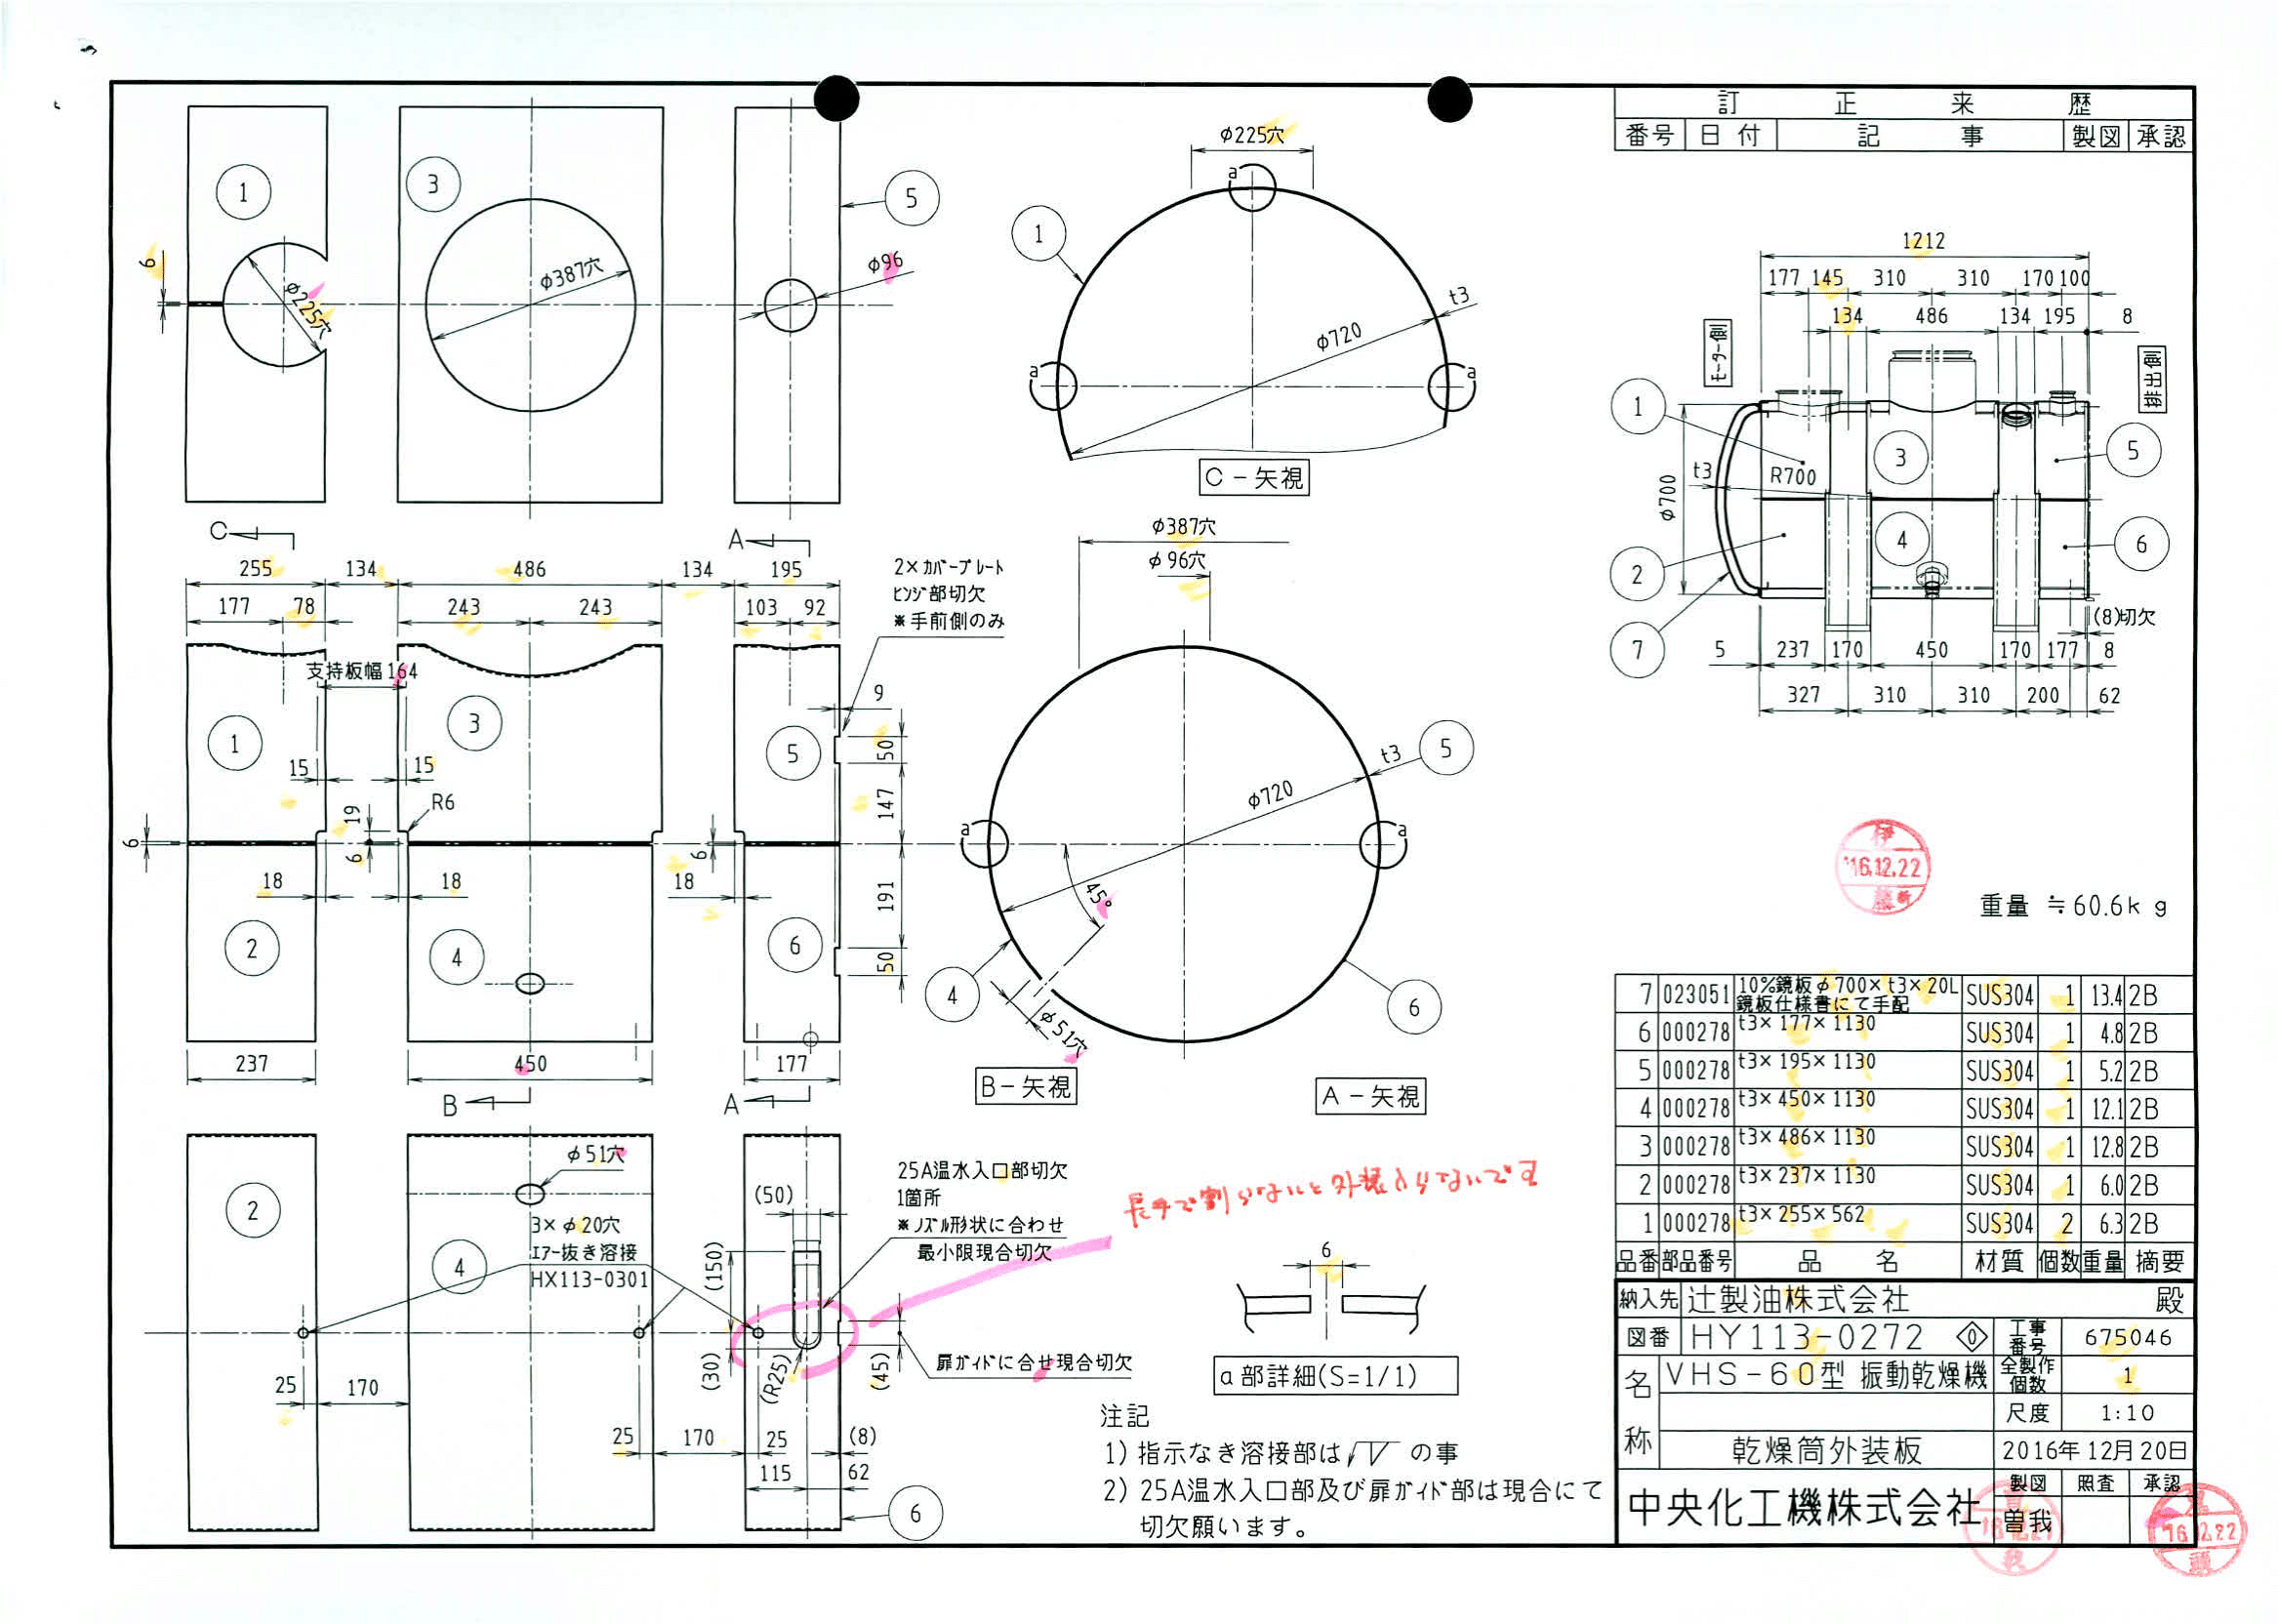 訂正来歴
番号 日付 記事 製図 承認
1
3
5
6
φ225穴
φ387穴
φ96
φ225穴
a
1
t3
φ720
a
a
C-矢視
1212
177 145 310 310 170 100
134 486 134 195 8
モーター側
排出側
1
3
5
t3
R700
φ700
2
4
6
7
(8)切欠
5 237 170 450 170 177 8
327 310 310 200 62
C
A
255 134 486 134 195
177 78 243 243 103 92
2×カバープレート
ヒンジ部切欠
※手前側のみ
支持板幅164
9
1
3
5
15
15
R6
19
6
6
6
50
147
191
50
18
18
18
2
4
6
237
450
177
B
A
φ387穴
φ96穴
t3
5
φ720
a
a
45°
4
φ51穴
6
B-矢視
A-矢視
'16.12.22
重量≒60.6kg
7 023051 10%鏡板φ700×t3×20L 鏡板仕様書にて手配 SUS304 1 13.4 2B
6 000278 t3×177×1130 SUS304 1 4.8 2B
5 000278 t3×195×1130 SUS304 1 5.2 2B
4 000278 t3×450×1130 SUS304 1 12.1 2B
3 000278 t3×486×1130 SUS304 1 12.8 2B
2 000278 t3×237×1130 SUS304 1 6.0 2B
1 000278 t3×255×562 SUS304 2 6.3 2B
品番 部品番号 品名 材質 個数 重量 摘要
2
φ51穴
3×φ20穴
エアー抜き溶接
HX113-0301
4
(50)
(150)
(30)
(R25)
(45)
25A温水入口部切欠
1箇所
※ノズル形状に合わせ
最小限現合切欠
扉ガイドに合せ現合切欠
25 170
25 170 25 (8)
115 62
6
6
a部詳細(S=1/1)
注記
1) 指示なき溶接部は の事
2) 25A温水入口部及び扉ガイド部は現合にて
切欠願います。
納入先 辻製油株式会社 殿
図番 HY113-0272 0 工事番号 675046
名称 VHS-60型 振動乾燥機 全製作個数 1
尺度 1:10
乾燥筒外装板 2016年12月20日
中央化工機株式会社 製図 照査 承認
曽我
'16.12.22